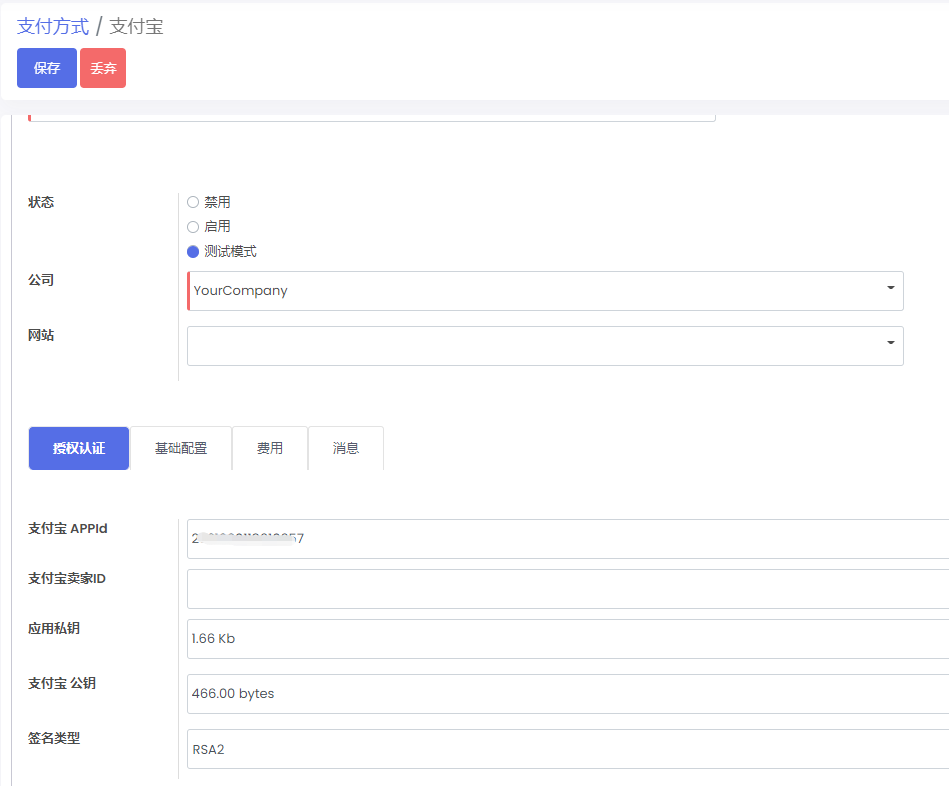 支付方式 / 支付宝
保存 丢弃
状态
禁用
启用
测试模式
公司
YourCompany
网站
授权认证 基础配置 费用 消息
支付宝 APPId
支付宝卖家ID
应用私钥
1.66 Kb
支付宝 公钥
466.00 bytes
签名类型
RSA2